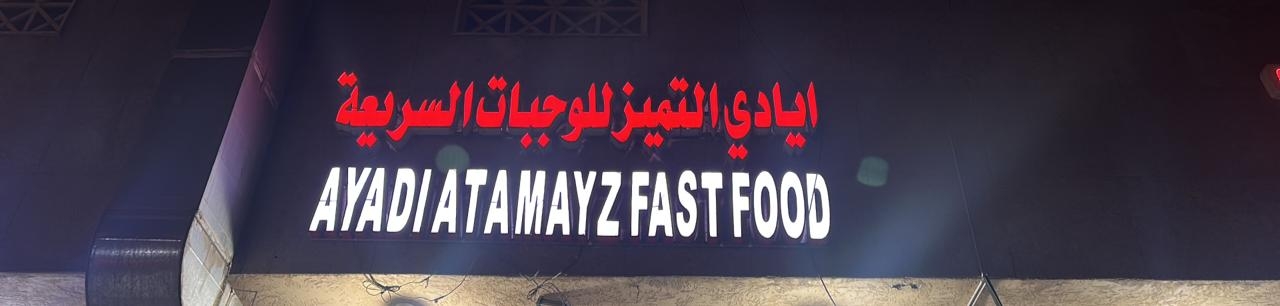 ايادي التميز للوجبات السريعة
AYADI ATAMAYZ FAST FOOD